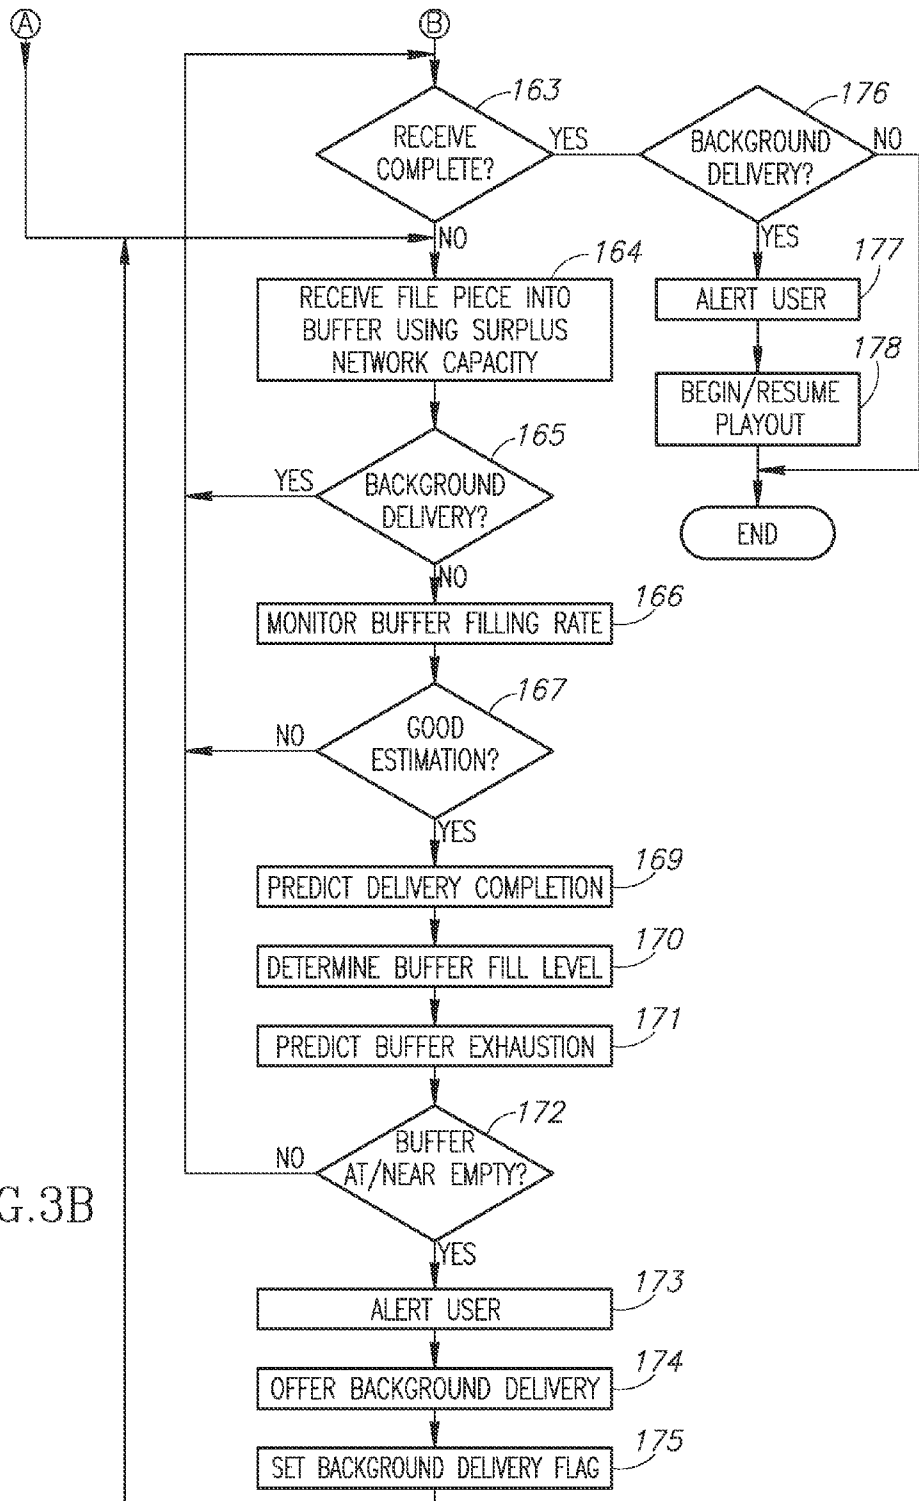 A
B
163
RECEIVE
COMPLETE?
YES
NO
176
BACKGROUND
DELIVERY?
NO
YES
177
ALERT USER
178
BEGIN/RESUME
PLAYOUT
END
164
RECEIVE FILE PIECE INTO
BUFFER USING SURPLUS
NETWORK CAPACITY
165
BACKGROUND
DELIVERY?
YES
NO
166
MONITOR BUFFER FILLING RATE
167
GOOD
ESTIMATION?
NO
YES
169
PREDICT DELIVERY COMPLETION
170
DETERMINE BUFFER FILL LEVEL
171
PREDICT BUFFER EXHAUSTION
172
BUFFER
AT/NEAR EMPTY?
NO
YES
G.3B
173
ALERT USER
174
OFFER BACKGROUND DELIVERY
175
SET BACKGROUND DELIVERY FLAG